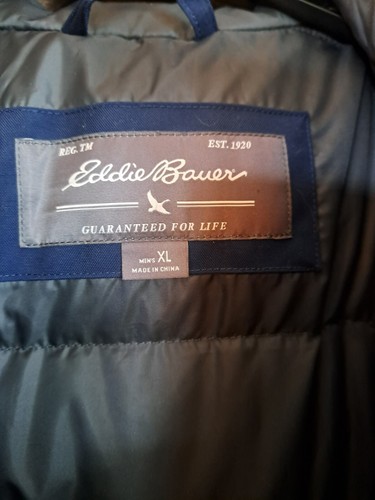 REG. TM EST. 1920
Eddie Bauer
GUARANTEED FOR LIFE
MEN'S XL
MADE IN CHINA